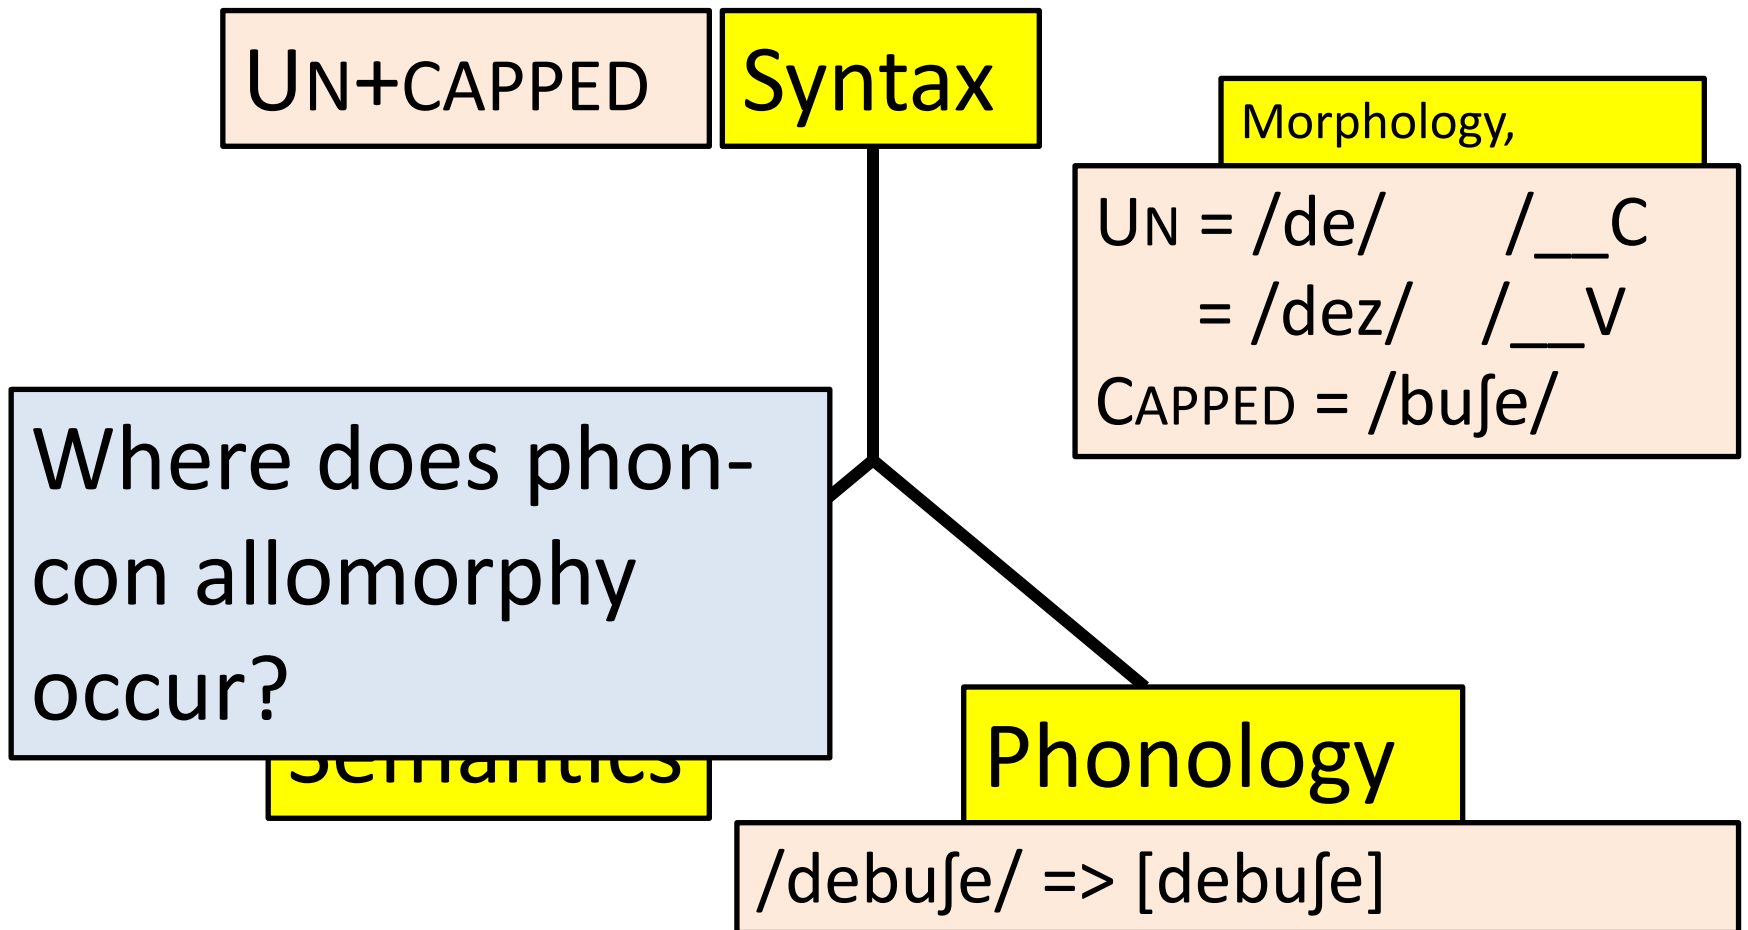 UN+CAPPED
Syntax
Morphology,
UN = /de/ /__C
= /dez/ /__V
CAPPED = /buʃe/
Where does phon-
con allomorphy
occur?
Semantics
Phonology
/debuʃe/ => [debuʃe]